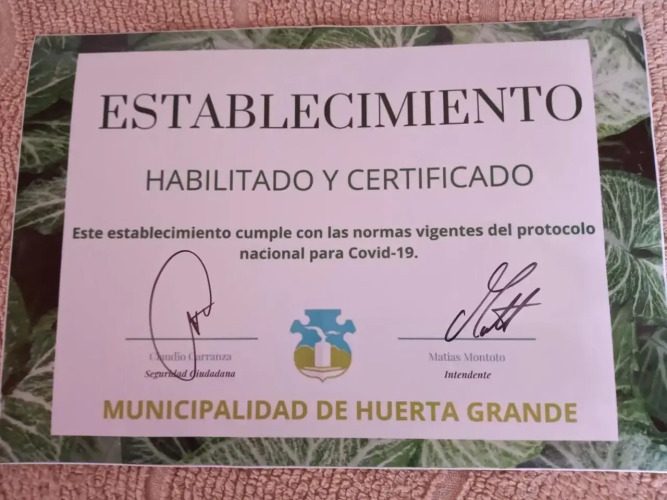 ESTABLECIMIENTO
HABILITADO Y CERTIFICADO
Este establecimiento cumple con las normas vigentes del protocolo
nacional para Covid-19.
Claudio Carranza
Seguridad Ciudadana
Matias Montoto
Intendente
MUNICIPALIDAD DE HUERTA GRANDE